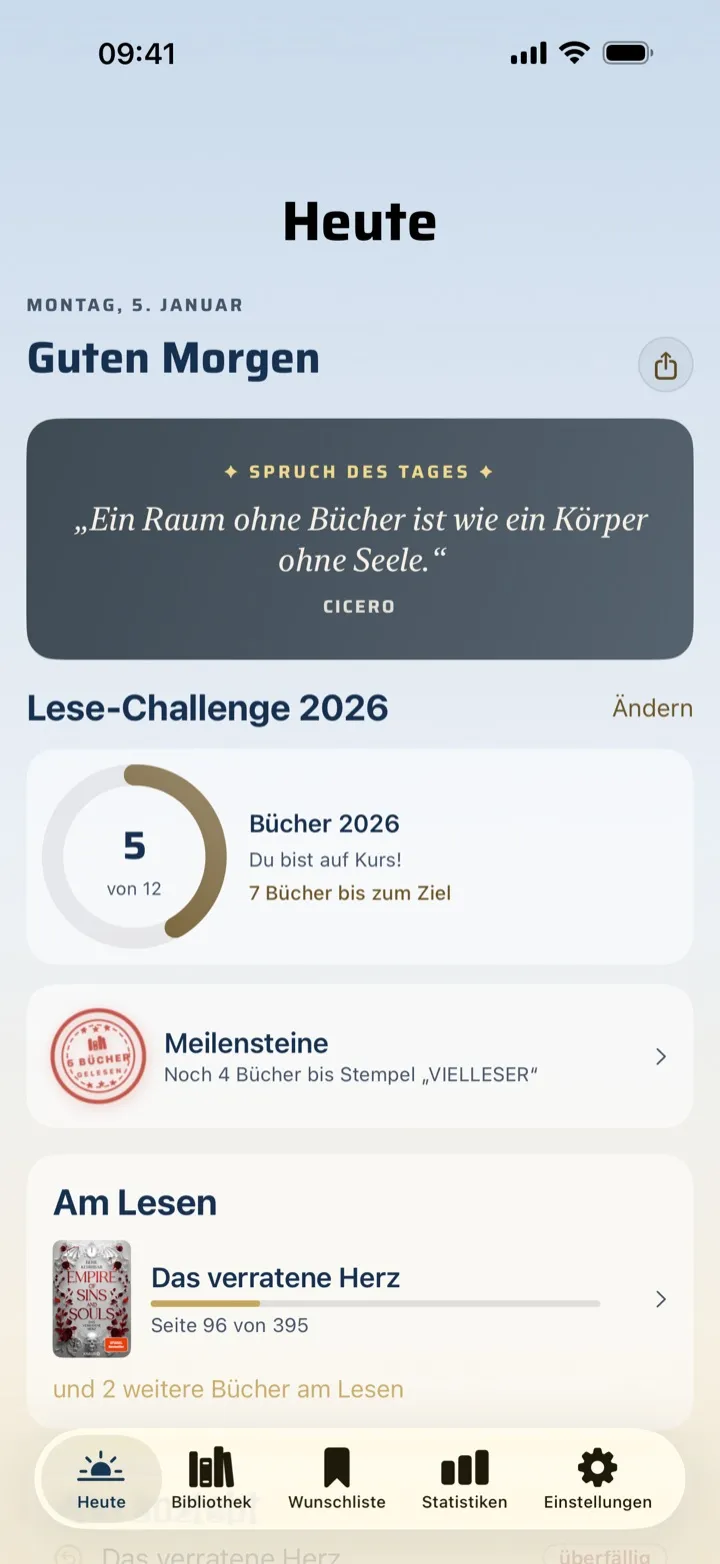 09:41
Heute
MONTAG, 5. JANUAR
Guten Morgen
✦ SPRUCH DES TAGES ✦
„Ein Raum ohne Bücher ist wie ein Körper
ohne Seele.“
CICERO
Lese-Challenge 2026
Ändern
5
von 12
Bücher 2026
Du bist auf Kurs!
7 Bücher bis zum Ziel
5 BÜCHER
GELESEN
Meilensteine
Noch 4 Bücher bis Stempel „VIELLESER“
Am Lesen
EMPIRE
OF
SINS
AND
SOULS
Das verratene Herz
Seite 96 von 395
und 2 weitere Bücher am Lesen
Heute
Bibliothek
Wunschliste
Statistiken
Einstellungen
Das verratene Herz
überfällig